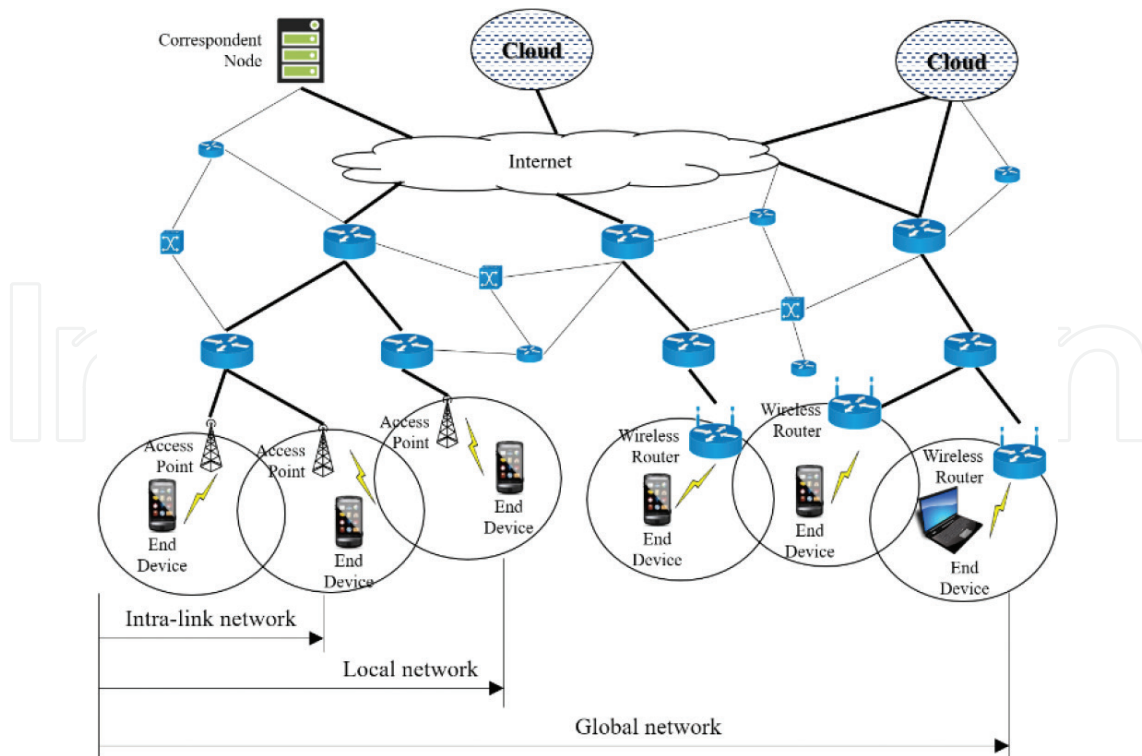 Correspondent
Node
Cloud
Cloud
Internet
Access
Point
Access
Point
Access
Point
Wireless
Router
Wireless
Router
Wireless
Router
End
Device
End
Device
End
Device
End
Device
End
Device
End
Device
Intra-link network
Local network
Global network